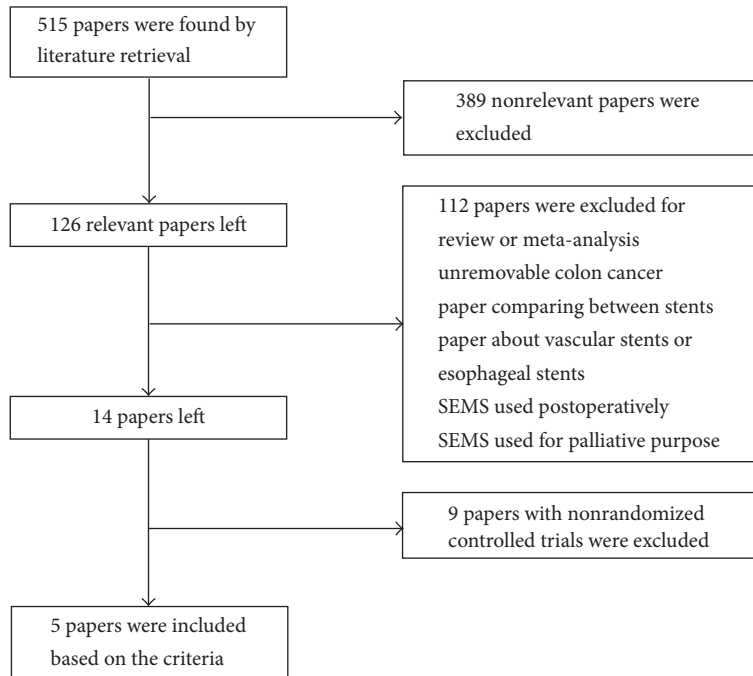 515 papers were found by
literature retrieval
389 nonrelevant papers were
excluded
126 relevant papers left
112 papers were excluded for
review or meta-analysis
unremovable colon cancer
paper comparing between stents
paper about vascular stents or
esophageal stents
SEMS used postoperatively
SEMS used for palliative purpose
14 papers left
9 papers with nonrandomized
controlled trials were excluded
5 papers were included
based on the criteria